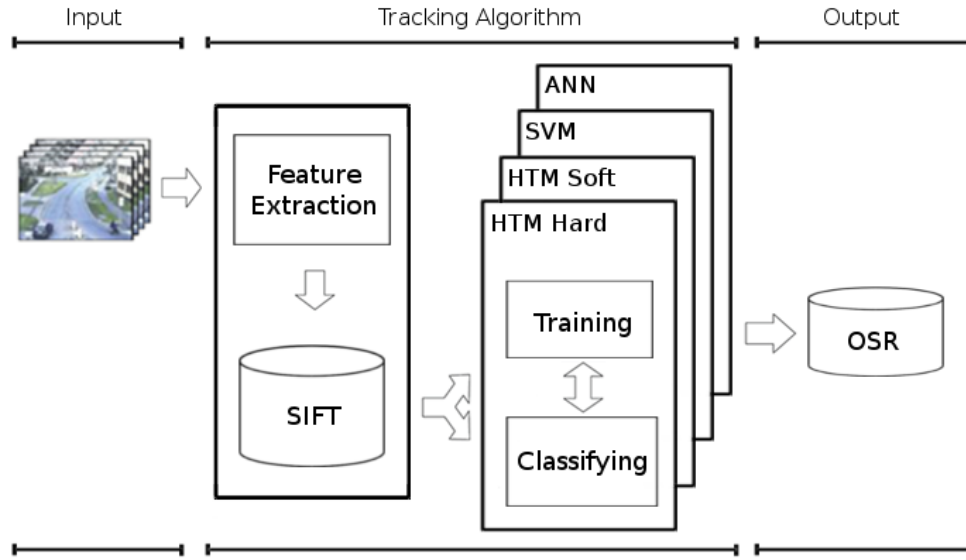 Input
Tracking Algorithm
Output
Feature
Extraction
SIFT
ANN
SVM
HTM Soft
HTM Hard
Training
Classifying
OSR